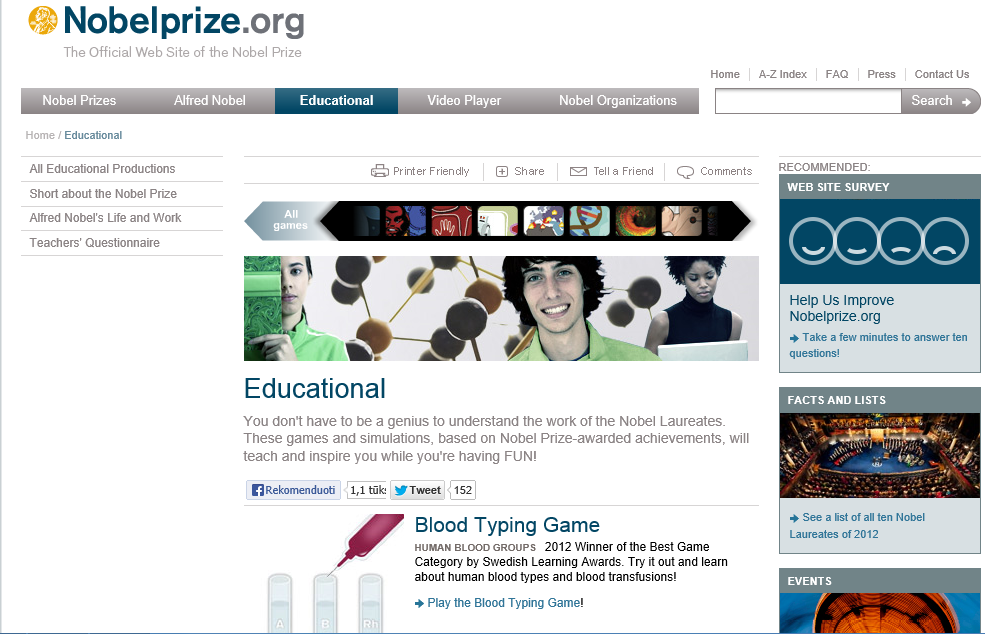 Nobelprize.org
The Official Web Site of the Nobel Prize
Home A-Z Index FAQ Press Contact Us
Nobel Prizes Alfred Nobel Educational Video Player Nobel Organizations Search
Home / Educational
All Educational Productions
Short about the Nobel Prize
Alfred Nobel's Life and Work
Teachers' Questionnaire
Printer Friendly Share Tell a Friend Comments
All
games
Educational
You don't have to be a genius to understand the work of the Nobel Laureates.
These games and simulations, based on Nobel Prize-awarded achievements, will
teach and inspire you while you're having FUN!
Rekomenduoti 1,1 tūks Tweet 152
Blood Typing Game
HUMAN BLOOD GROUPS 2012 Winner of the Best Game
Category by Swedish Learning Awards. Try it out and learn
about human blood types and blood transfusions!
Play the Blood Typing Game!
A B Rh
RECOMMENDED:
WEB SITE SURVEY
Help Us Improve
Nobelprize.org
Take a few minutes to answer ten
questions!
FACTS AND LISTS
See a list of all ten Nobel
Laureates of 2012
EVENTS